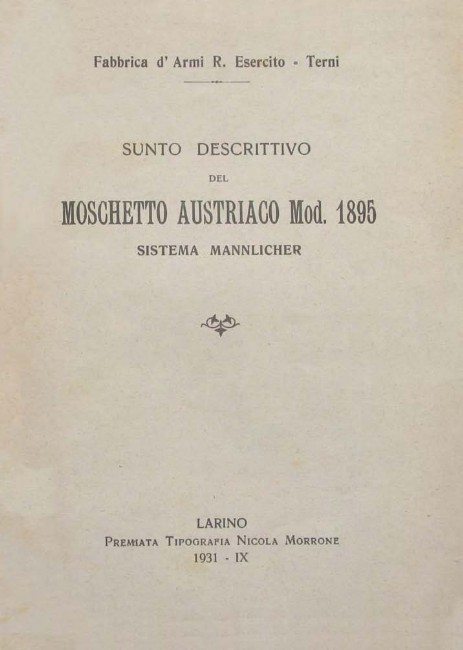 Fabbrica d' Armi R. Esercito - Terni
SUNTO DESCRITTIVO
DEL
MOSCHETTO AUSTRIACO Mod. 1895
SISTEMA MANNLICHER
LARINO
PREMIATA TIPOGRAFIA NICOLA MORRONE
1931 - IX